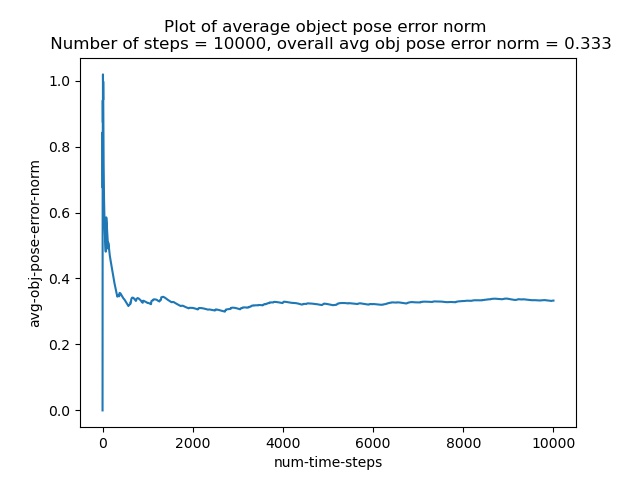 Plot of average object pose error norm
Number of steps = 10000, overall avg obj pose error norm = 0.333
1.0
0.8
0.6
0.4
0.2
0.0
avg-obj-pose-error-norm
0 2000 4000 6000 8000 10000
num-time-steps